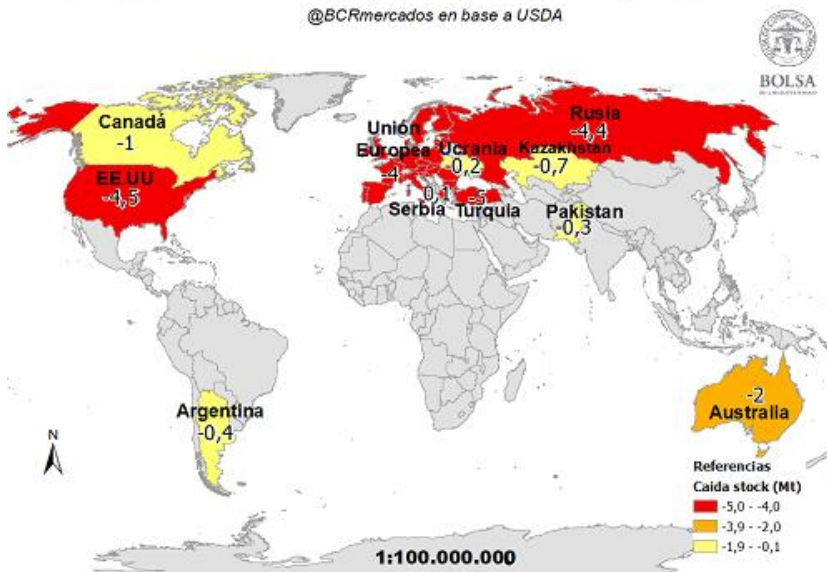 @BCRmercados en base a USDA
BOLSA
Canadá
-1
EE UU
-4,5
Unión
Europea
-4
Ucrania
-0,2
Rusia
-4,4
Kazakhstan
-0,7
Serbia
0,1
Turquía
-5
Pakistan
-0,3
Argentina
-0,4
-2
Australia
N
Referencias
Caida stock (Mt)
-5,0 - -4,0
-3,9 - -2,0
-1,9 - -0,1
1:100.000.000